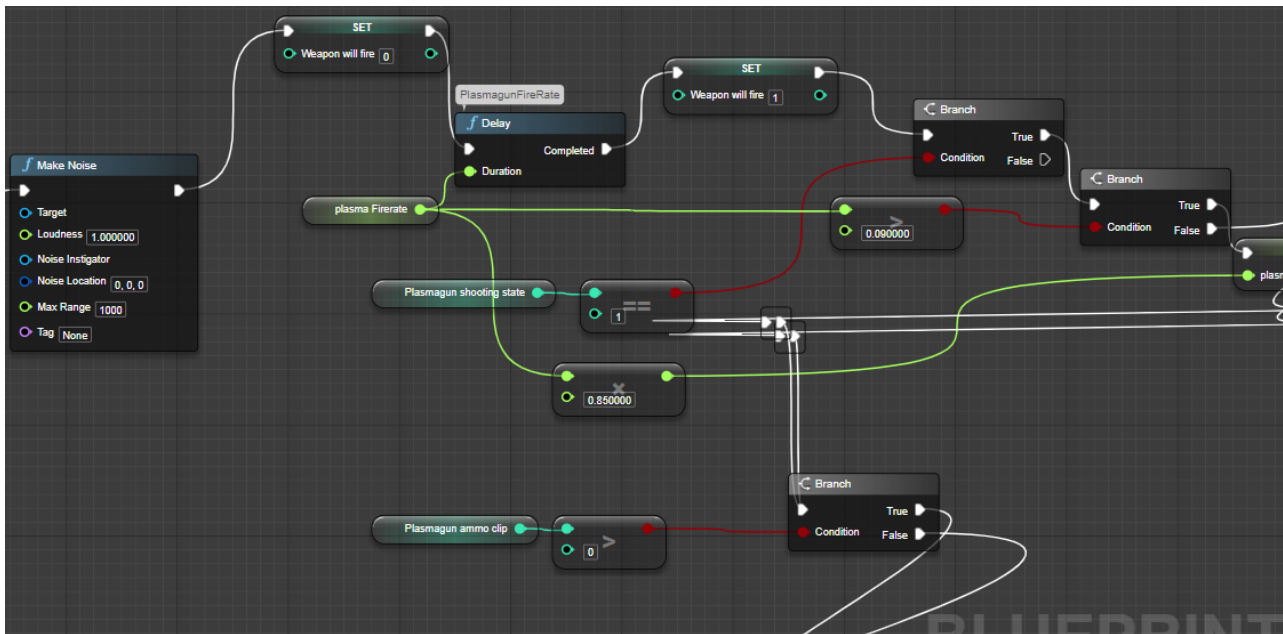 SET
Weapon will fire 0
PlasmagunFireRate
Delay
Completed
Duration
SET
Weapon will fire 1
Branch
True
Condition
False
Branch
True
Condition
False
Make Noise
Target
Loudness 1.000000
Noise Instigator
Noise Location 0, 0, 0
Max Range 1000
Tag None
plasma Firerate
>
0.090000
plasm
Plasmagun shooting state
==
1
×
0.850000
Branch
True
Condition
False
Plasmagun ammo clip
>
0
BLUEPRINT